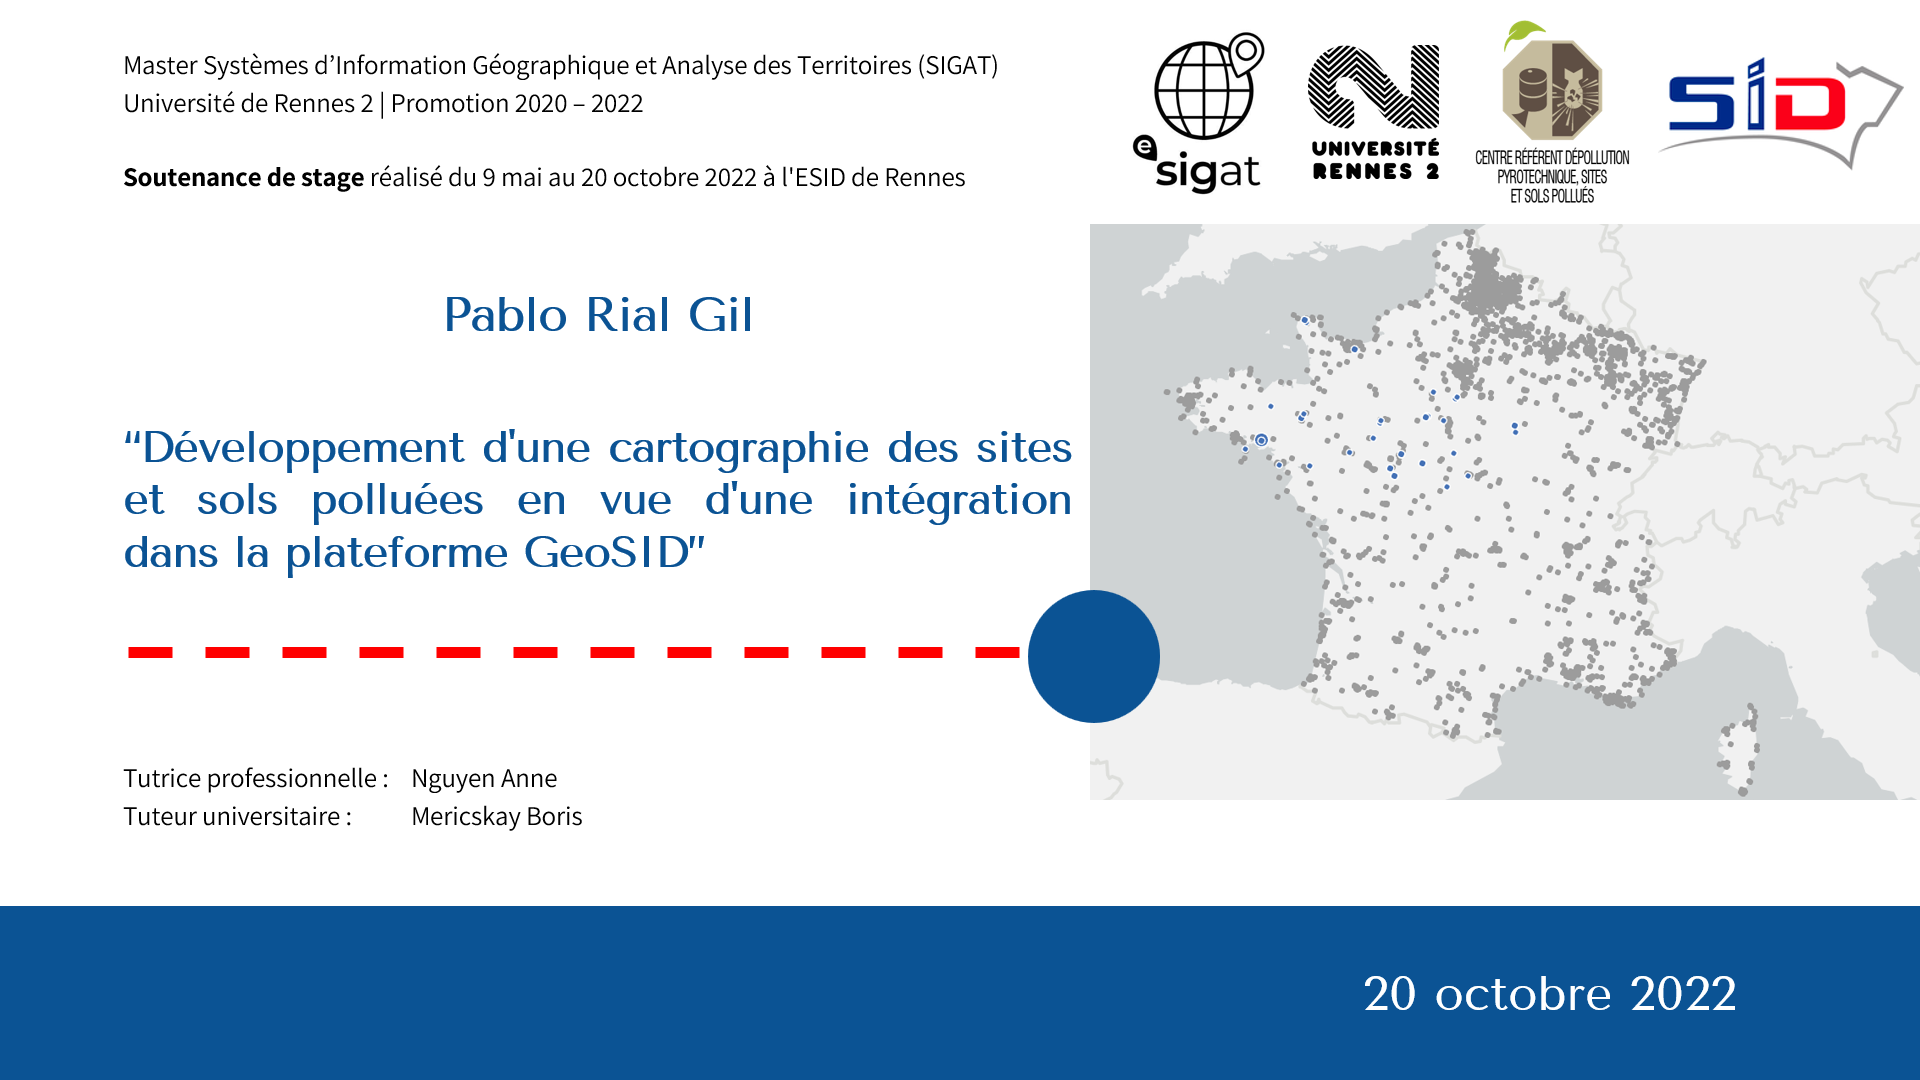 Master Systèmes d’Information Géographique et Analyse des Territoires (SIGAT)
Université de Rennes 2 | Promotion 2020 – 2022
Soutenance de stage réalisé du 9 mai au 20 octobre 2022 à l'ESID de Rennes
e
sigat
UNIVERSITÉ
RENNES 2
CENTRE RÉFÉRENT DÉPOLLUTION
PYROTECHNIQUE, SITES
ET SOLS POLLUÉS
SID
Pablo Rial Gil
“Développement d'une cartographie des sites
et sols polluées en vue d'une intégration
dans la plateforme GeoSID”
Tutrice professionnelle : Nguyen Anne
Tuteur universitaire : Mericskay Boris
20 octobre 2022